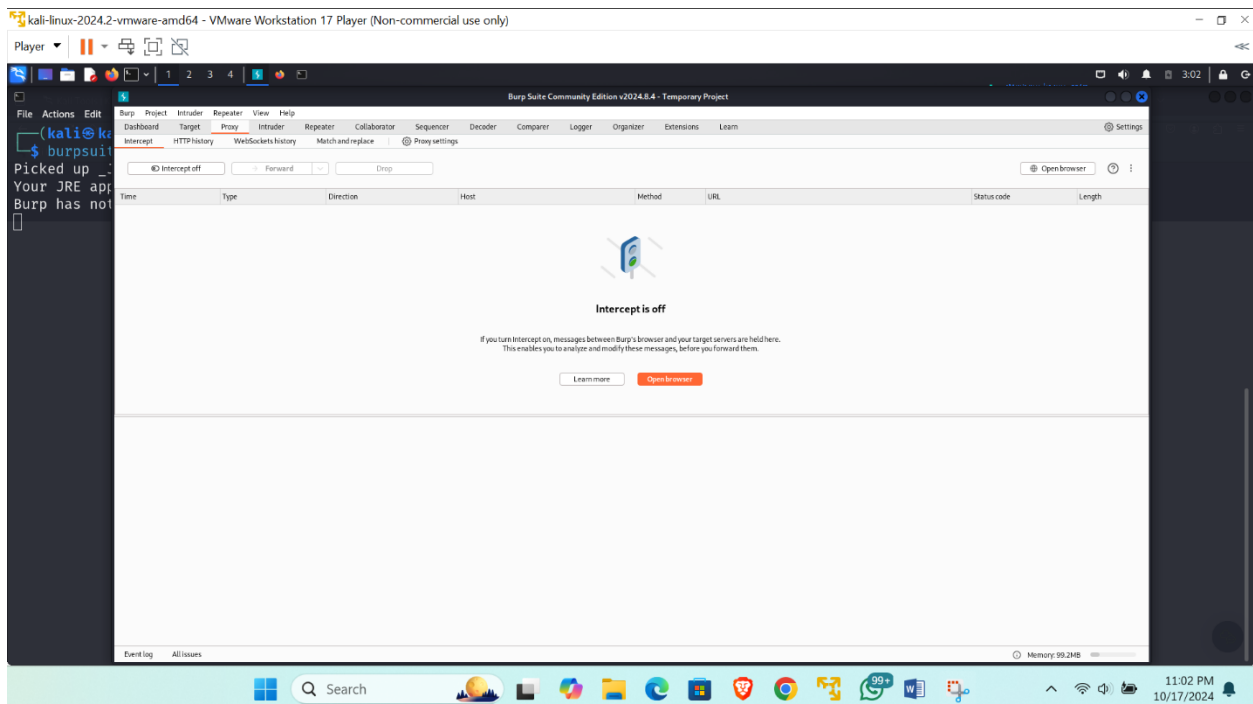 kali-linux-2024.2-vmware-amd64 - VMware Workstation 17 Player (Non-commercial use only)
Player
1 2 3 4
3:02
Burp Suite Community Edition v2024.8.4 - Temporary Project
File Actions Edit
Burp Project Intruder Repeater View Help
Dashboard Target Proxy Intruder Repeater Collaborator Sequencer Decoder Comparer Logger Organizer Extensions Learn Settings
Intercept HTTP history WebSockets history Match and replace Proxy settings
(kali㉿ka
$ burpsuit
Picked up _J
Your JRE app
Burp has not
Intercept off Forward Drop Open browser
Time Type Direction Host Method URL Status code Length
Intercept is off
If you turn Intercept on, messages between Burp's browser and your target servers are held here.
This enables you to analyze and modify these messages, before you forward them.
Learn more Open browser
Event log All issues Memory: 99.2MB
Search
99+
11:02 PM
10/17/2024